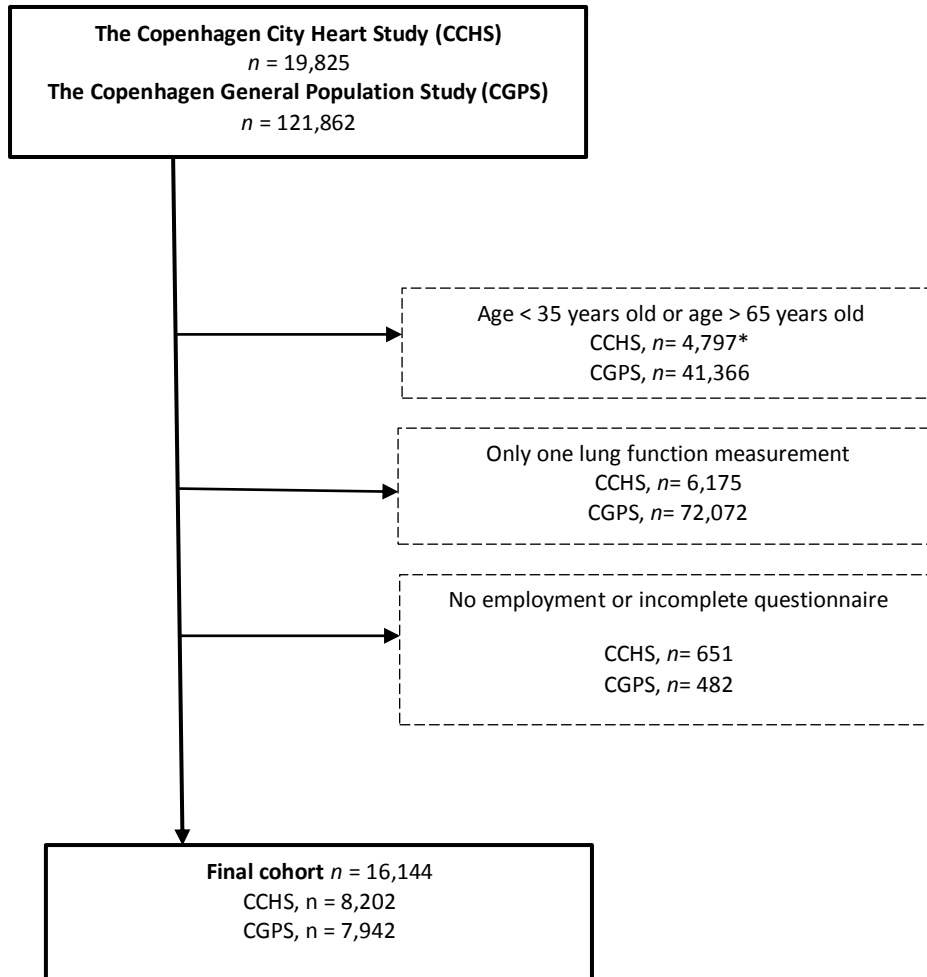 The Copenhagen City Heart Study (CCHS)
n = 19,825
The Copenhagen General Population Study (CGPS)
n = 121,862
Age < 35 years old or age > 65 years old
CCHS, n= 4,797*
CGPS, n= 41,366
Only one lung function measurement
CCHS, n= 6,175
CGPS, n= 72,072
No employment or incomplete questionnaire
CCHS, n= 651
CGPS, n= 482
Final cohort n = 16,144
CCHS, n = 8,202
CGPS, n = 7,942